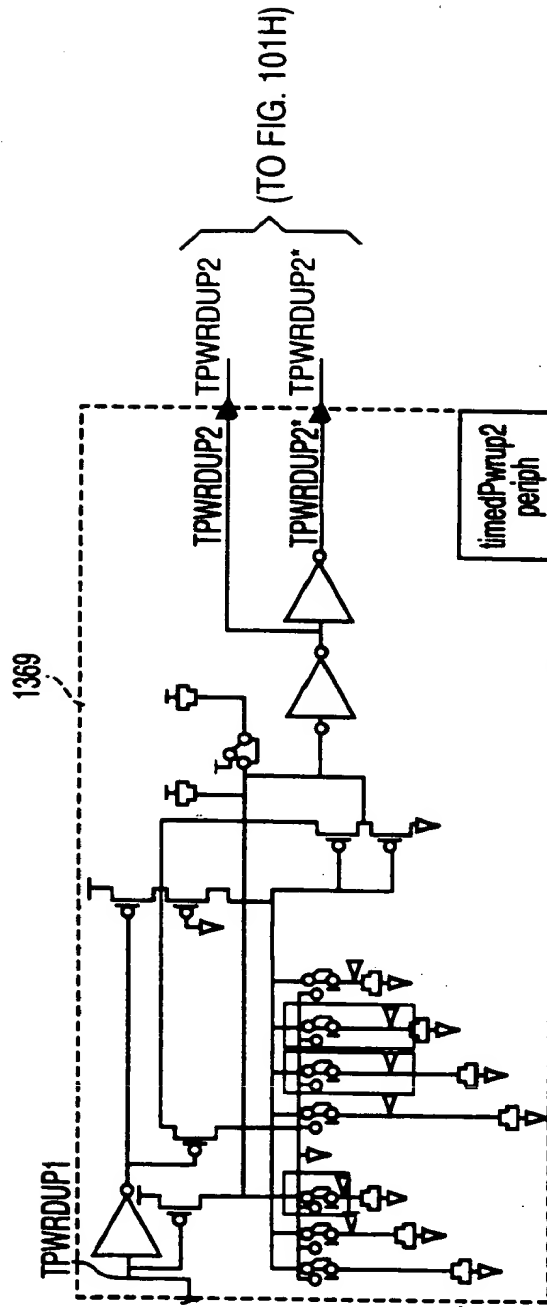 1369
TPWRDUP1
TPWRDUP2
TPWRDUP2
TPWRDUP2*
TPWRDUP2*
(TO FIG. 101H)
timedPwrup2
periph